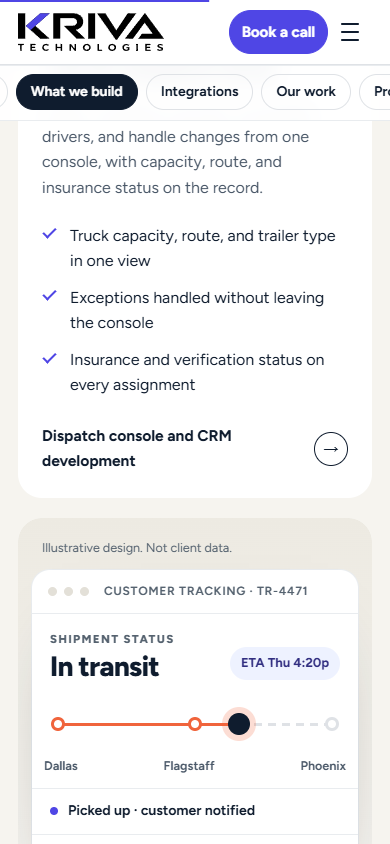 KRIVA
TECHNOLOGIES
Book a call
What we build
Integrations
Our work
drivers, and handle changes from one
console, with capacity, route, and
insurance status on the record.
Truck capacity, route, and trailer type
in one view
Exceptions handled without leaving
the console
Insurance and verification status on
every assignment
Dispatch console and CRM
development
Illustrative design. Not client data.
CUSTOMER TRACKING · TR-4471
SHIPMENT STATUS
In transit
ETA Thu 4:20p
Dallas
Flagstaff
Phoenix
Picked up · customer notified